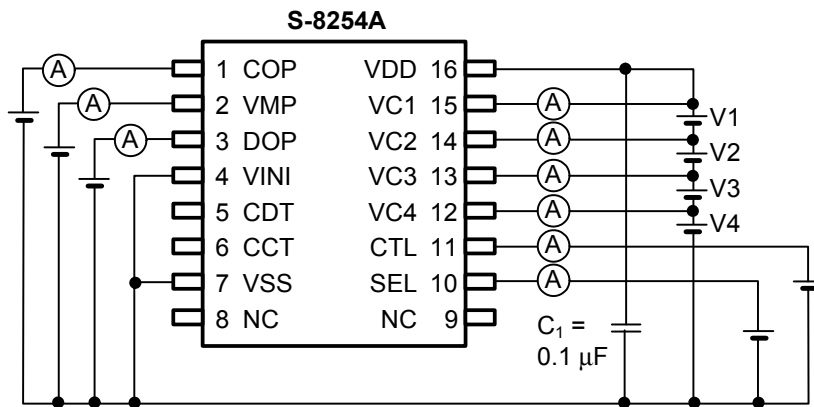 S-8254A
A
1 COP
VDD 16
A
2 VMP
VC1 15
A
V1
A
3 DOP
VC2 14
A
V2
4 VINI
VC3 13
A
V3
5 CDT
VC4 12
A
V4
6 CCT
CTL 11
A
7 VSS
SEL 10
A
8 NC
NC 9
C₁ =
0.1 μF